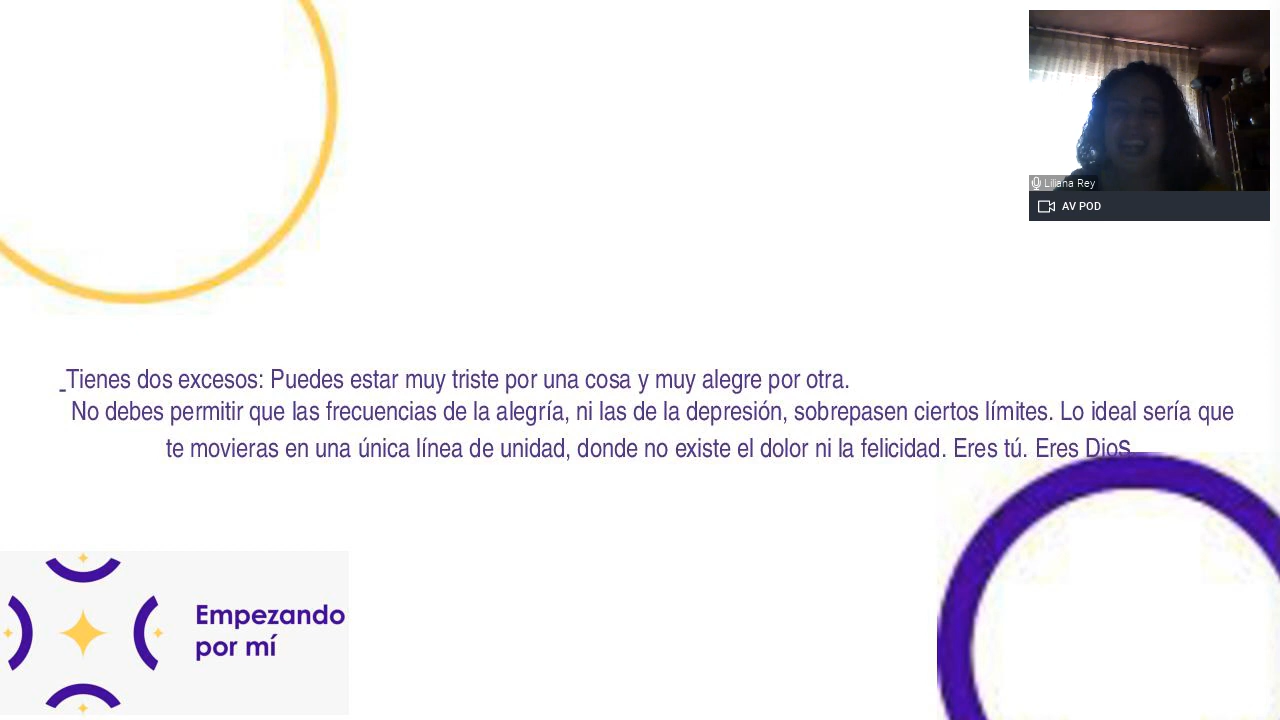 Liliana Rey
AV POD
Tienes dos excesos: Puedes estar muy triste por una cosa y muy alegre por otra.
No debes permitir que las frecuencias de la alegría, ni las de la depresión, sobrepasen ciertos límites. Lo ideal sería que
te movieras en una única línea de unidad, donde no existe el dolor ni la felicidad. Eres tú. Eres Dios.
Empezando
por mí